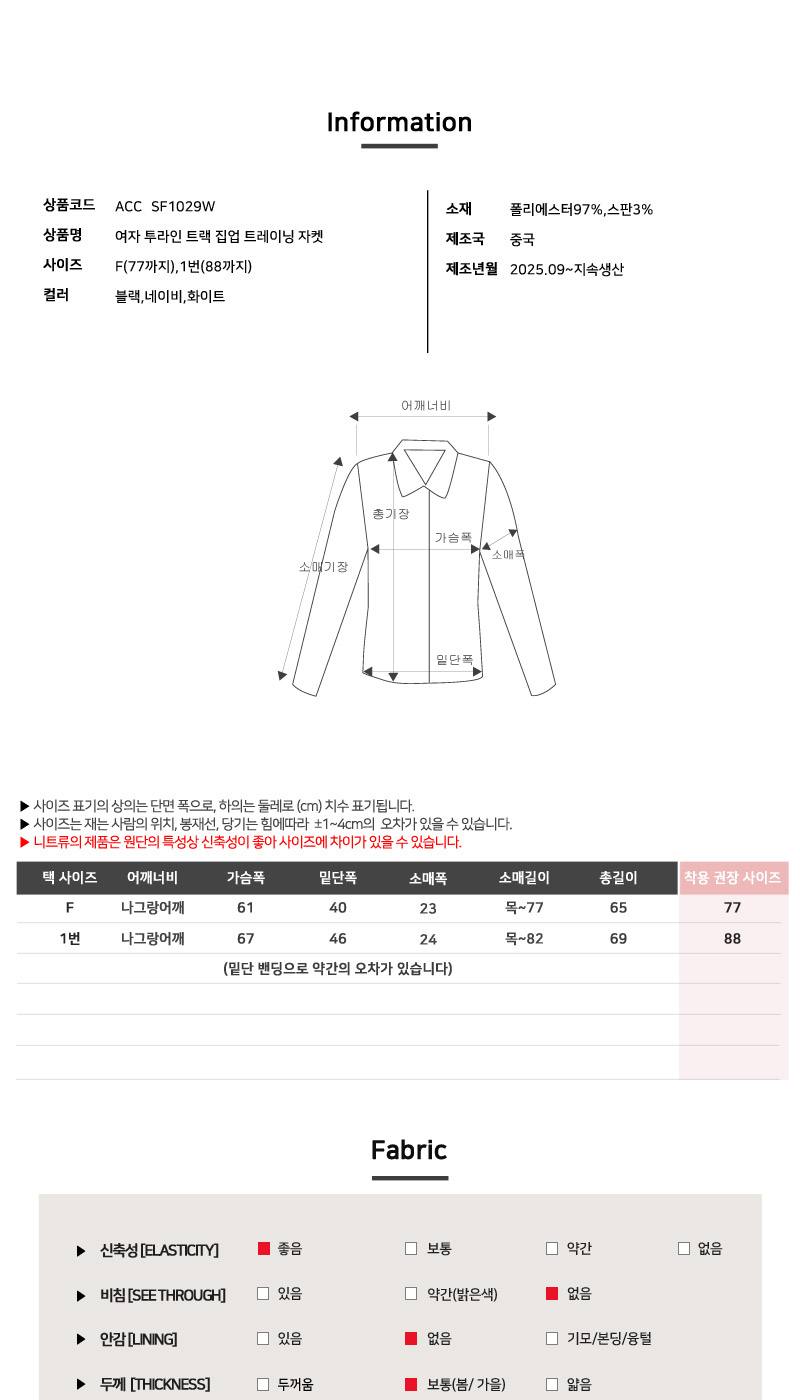 Information
상품코드 ACC SF1029W
상품명 여자 투라인 트랙 집업 트레이닝 자켓
사이즈 F(77까지),1번(88까지)
컬러 블랙,네이비,화이트
소재 폴리에스터97%,스판3%
제조국 중국
제조년월 2025.09~지속생산
어깨너비
총기장
가슴폭
소매폭
소매기장
밑단폭
▶ 사이즈 표기의 상의는 단면 폭으로, 하의는 둘레로 (cm) 치수 표기됩니다.
▶ 사이즈는 재는 사람의 위치, 봉재선, 당기는 힘에따라 ±1~4cm의 오차가 있을 수 있습니다.
▶ 니트류의 제품은 원단의 특성상 신축성이 좋아 사이즈에 차이가 있을 수 있습니다.
택 사이즈 어깨너비 가슴폭 밑단폭 소매폭 소매길이 총길이 착용 권장 사이즈
F 나그랑어깨 61 40 23 목~77 65 77
1번 나그랑어깨 67 46 24 목~82 69 88
(밑단 밴딩으로 약간의 오차가 있습니다)
Fabric
▶ 신축성 [ELASTICITY] 좋음 보통 약간 없음
▶ 비침 [SEE THROUGH] 있음 약간(밝은색) 없음
▶ 안감 [LINING] 있음 없음 기모/본딩/융털
▶ 두께 [THICKNESS] 두꺼움 보통(봄/ 가을) 얇음